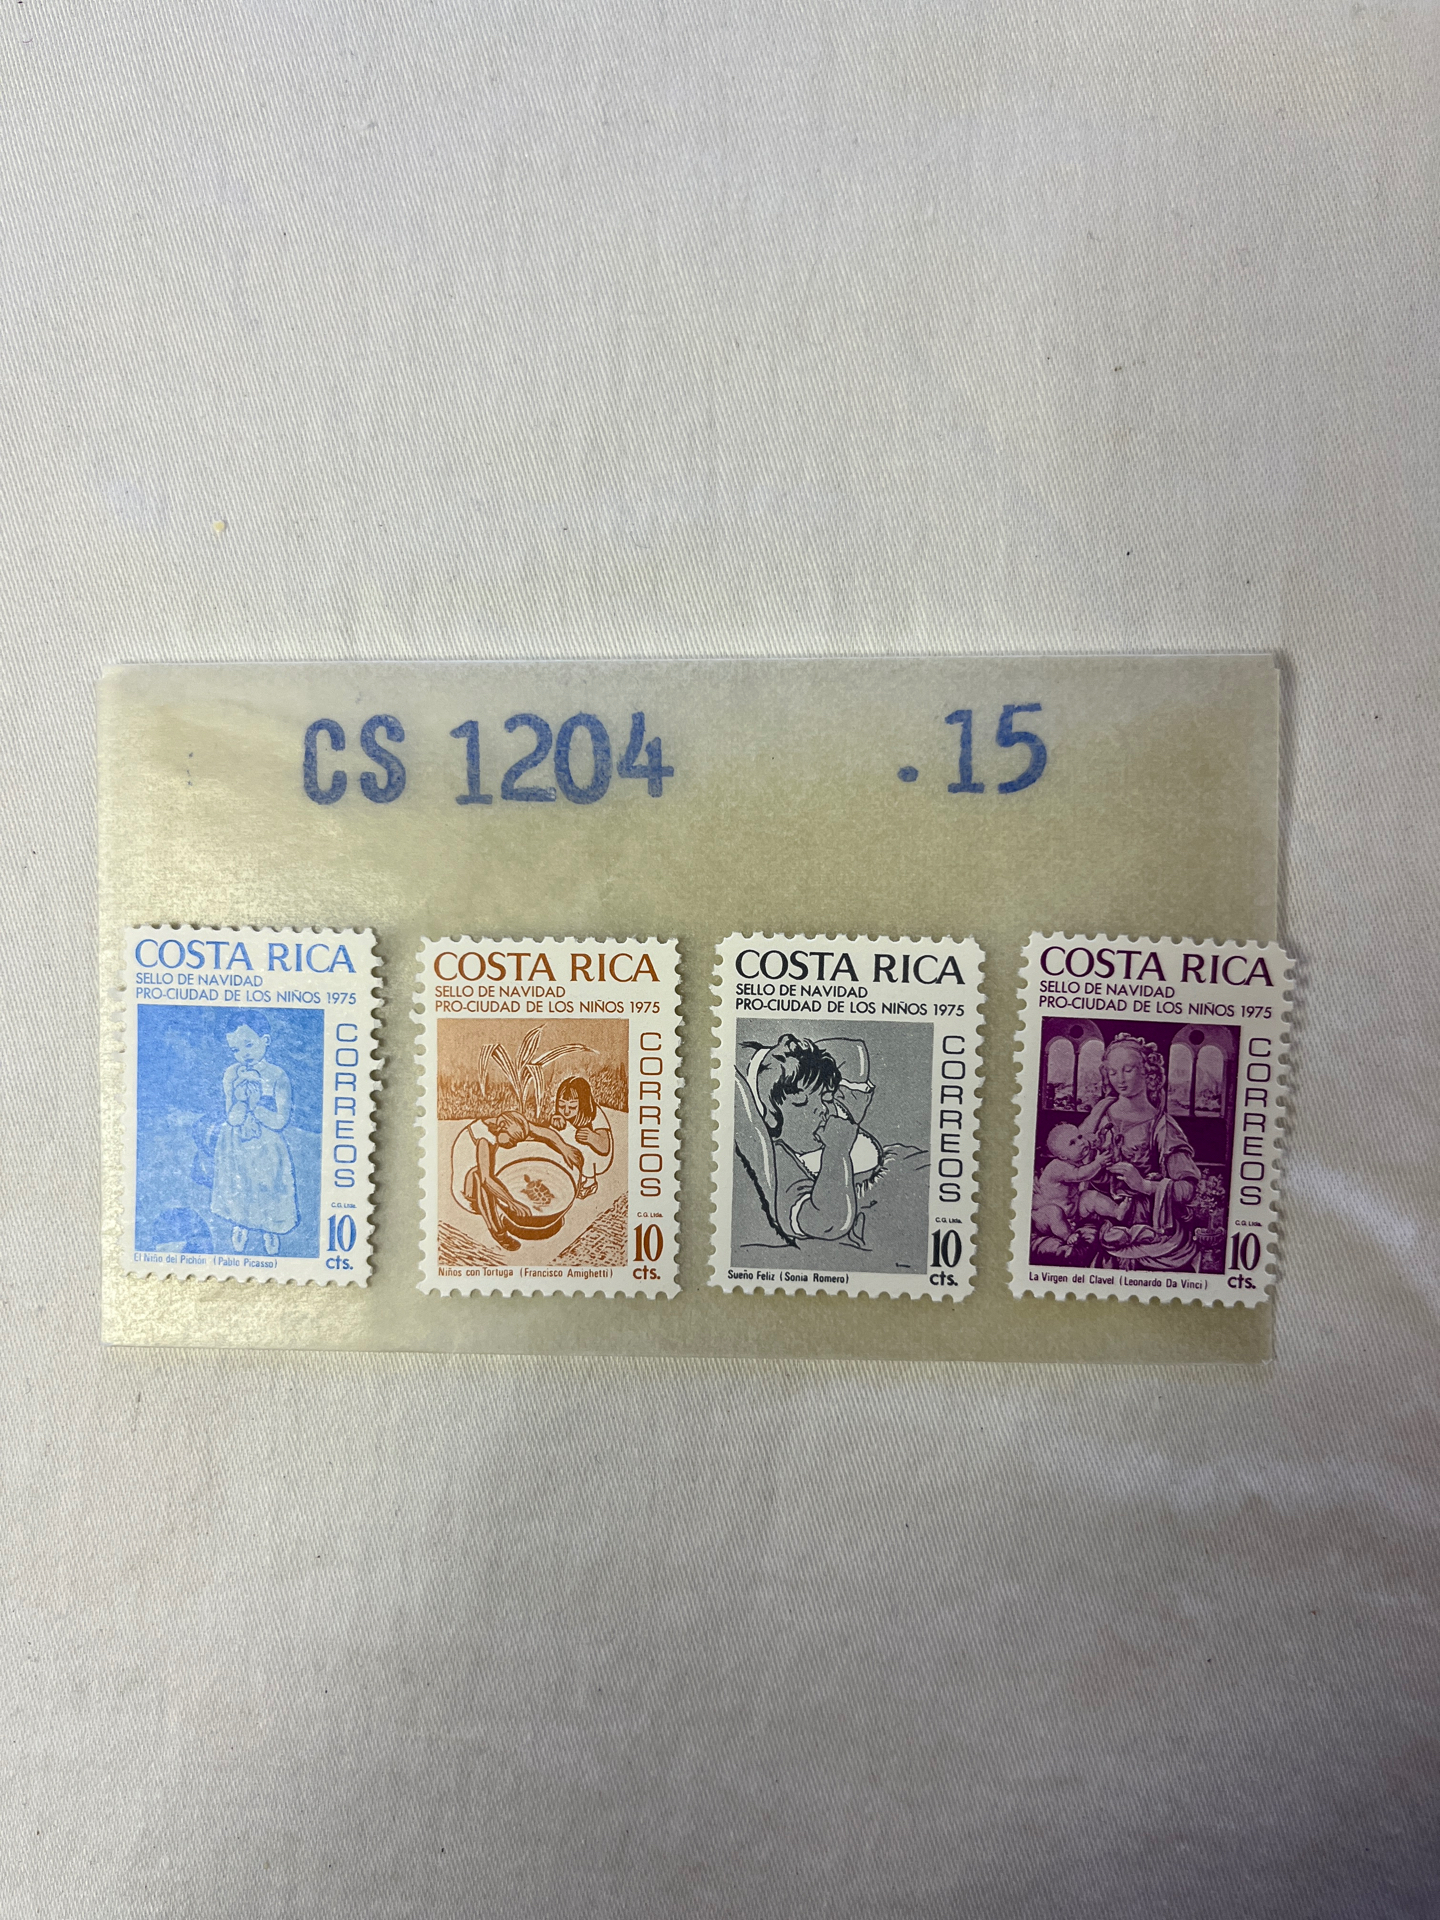 CS 1204 .15
COSTA RICA
SELLO DE NAVIDAD
PRO-CIUDAD DE LOS NIÑOS 1975
CORREOS
C.G. Ltda.
10
cts.
El Niño del Pichón (Pablo Picasso)
COSTA RICA
SELLO DE NAVIDAD
PRO-CIUDAD DE LOS NIÑOS 1975
CORREOS
C.G. Ltda.
10
cts.
Niños con Tortuga (Francisco Amighetti)
COSTA RICA
SELLO DE NAVIDAD
PRO-CIUDAD DE LOS NIÑOS 1975
CORREOS
C.G. Ltda.
10
cts.
Sueño Feliz (Sonia Romero)
COSTA RICA
SELLO DE NAVIDAD
PRO-CIUDAD DE LOS NIÑOS 1975
CORREOS
C.G. Ltda.
10
cts.
La Virgen del Clavel (Leonardo Da Vinci)